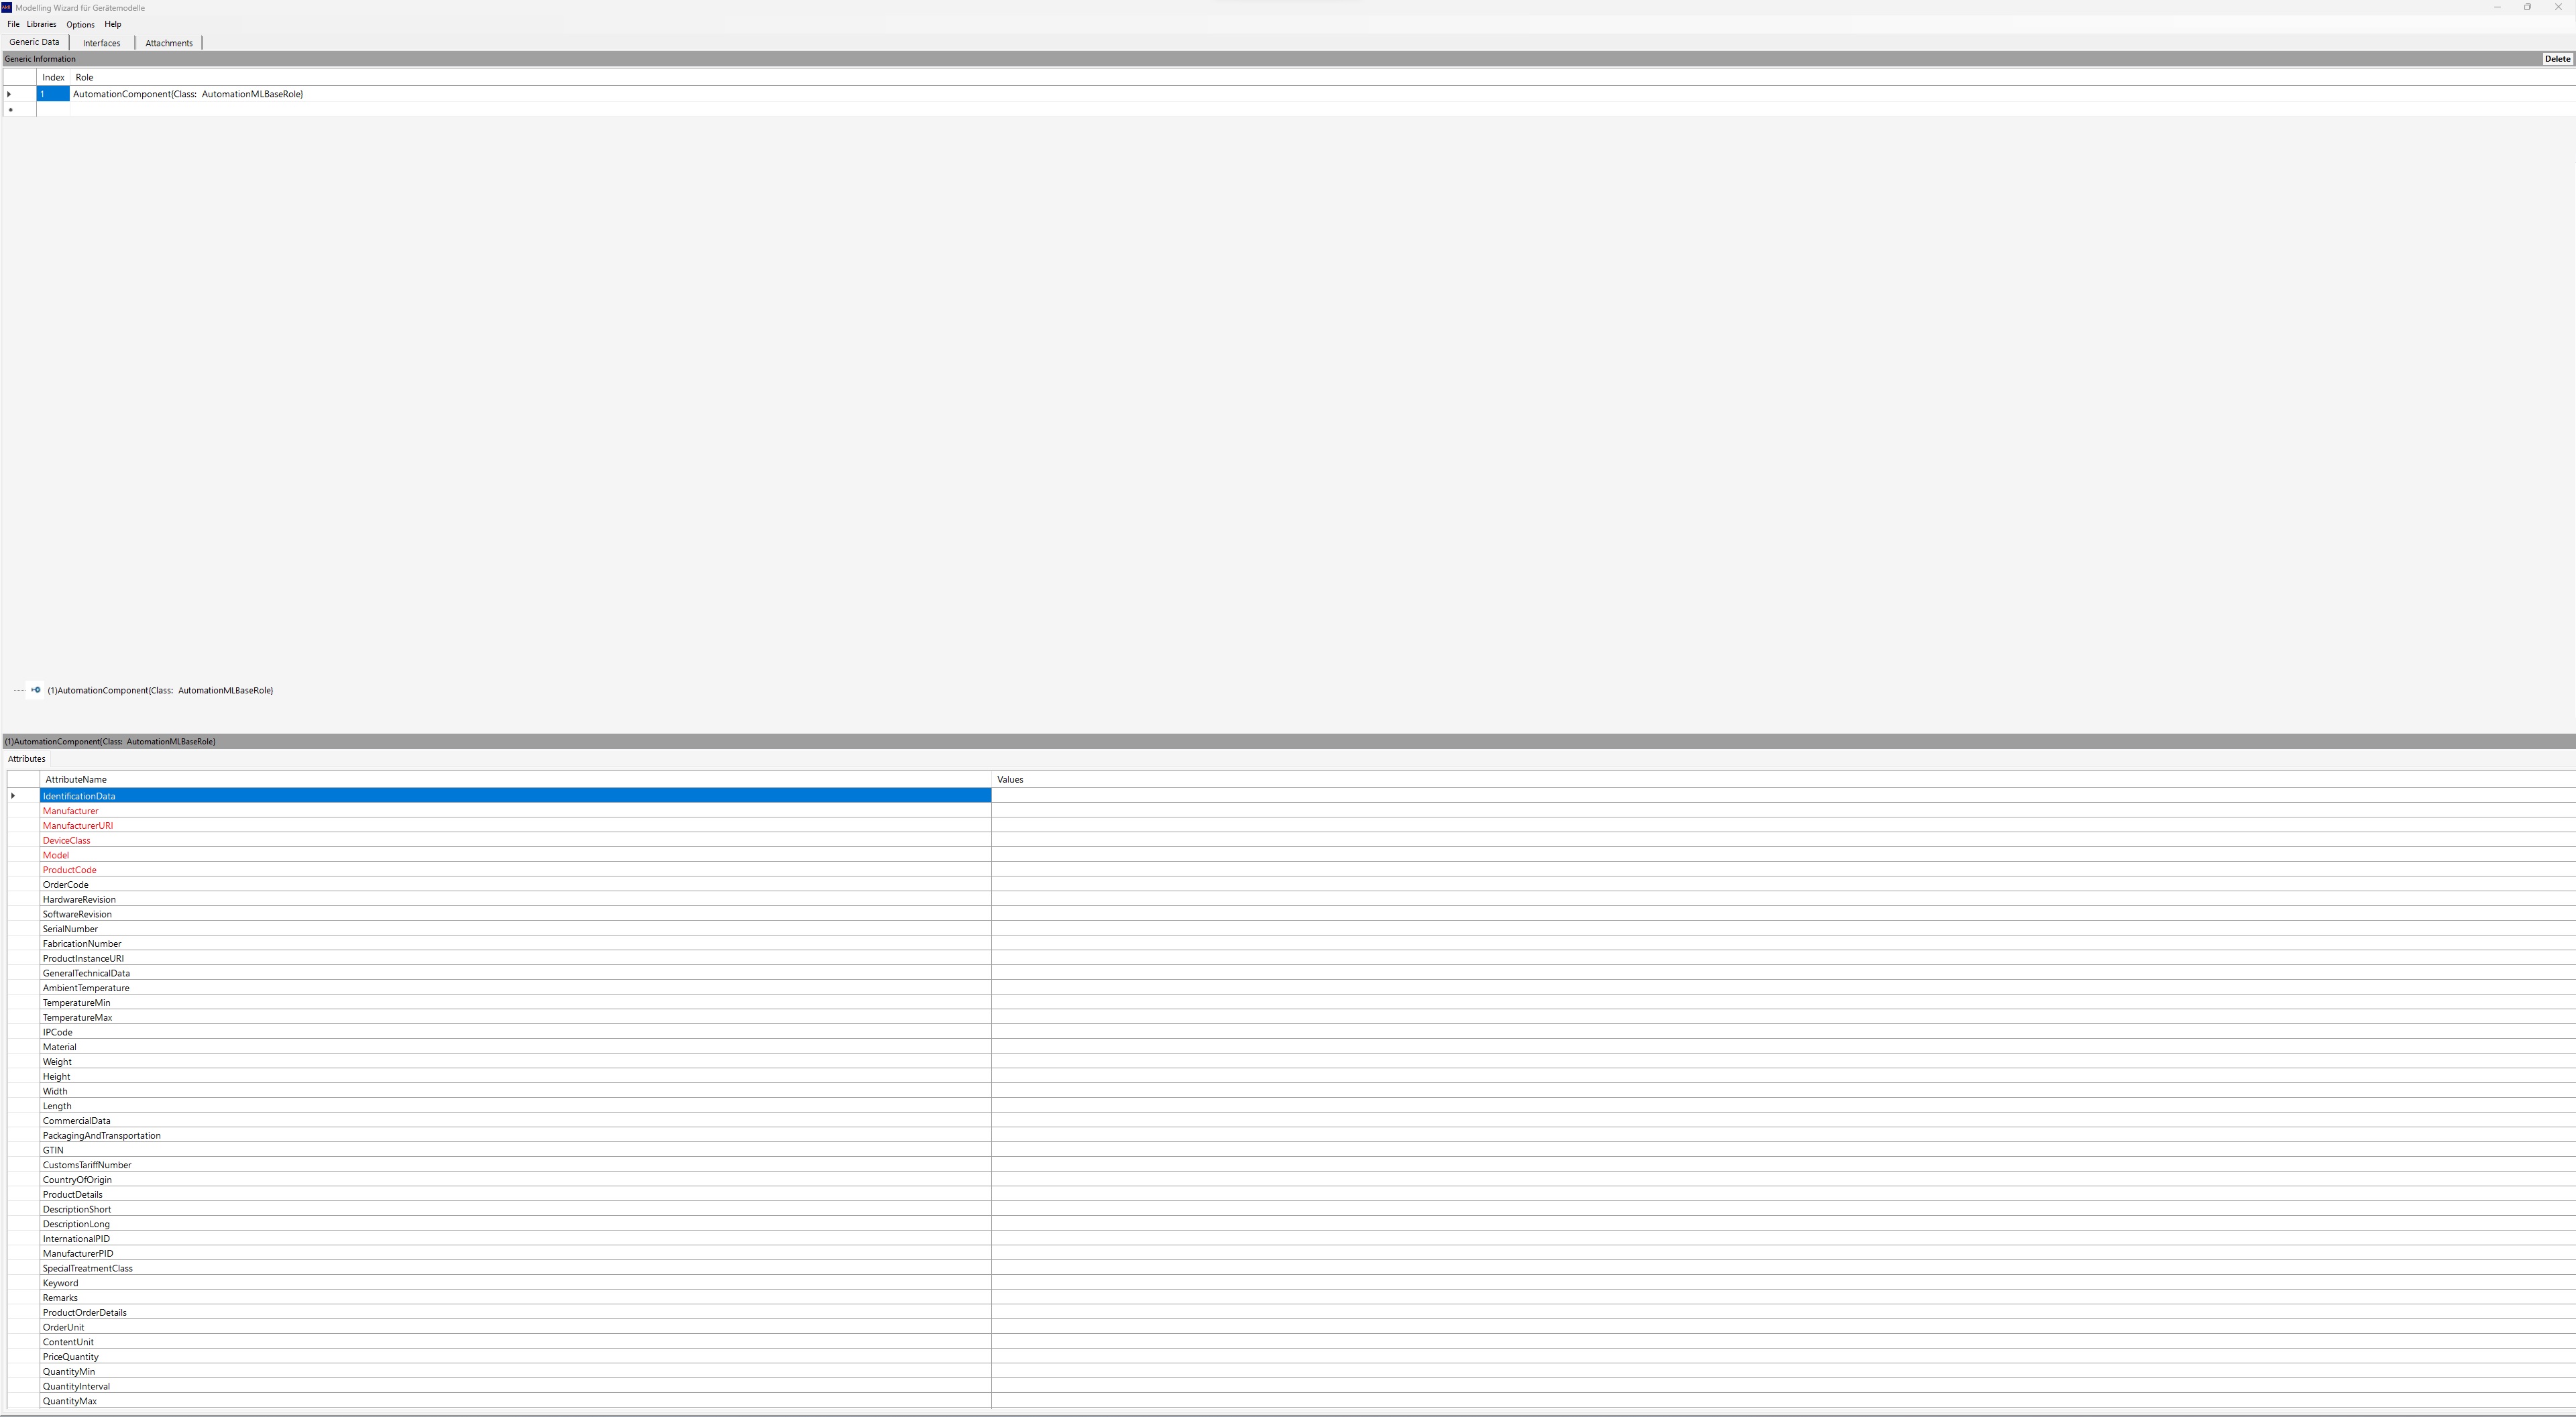 Modelling Wizard für Gerätemodelle
File Libraries Options Help
Generic Data Interfaces Attachments
Generic Information Delete
Index Role
1 AutomationComponent{Class: AutomationMLBaseRole}
(1)AutomationComponent{Class: AutomationMLBaseRole}
(1)AutomationComponent{Class: AutomationMLBaseRole}
Attributes
AttributeName Values
IdentificationData
Manufacturer
ManufacturerURI
DeviceClass
Model
ProductCode
OrderCode
HardwareRevision
SoftwareRevision
SerialNumber
FabricationNumber
ProductInstanceURI
GeneralTechnicalData
AmbientTemperature
TemperatureMin
TemperatureMax
IPCode
Material
Weight
Height
Width
Length
CommercialData
PackagingAndTransportation
GTIN
CustomsTariffNumber
CountryOfOrigin
ProductDetails
DescriptionShort
DescriptionLong
InternationalPID
ManufacturerPID
SpecialTreatmentClass
Keyword
Remarks
ProductOrderDetails
OrderUnit
ContentUnit
PriceQuantity
QuantityMin
QuantityInterval
QuantityMax